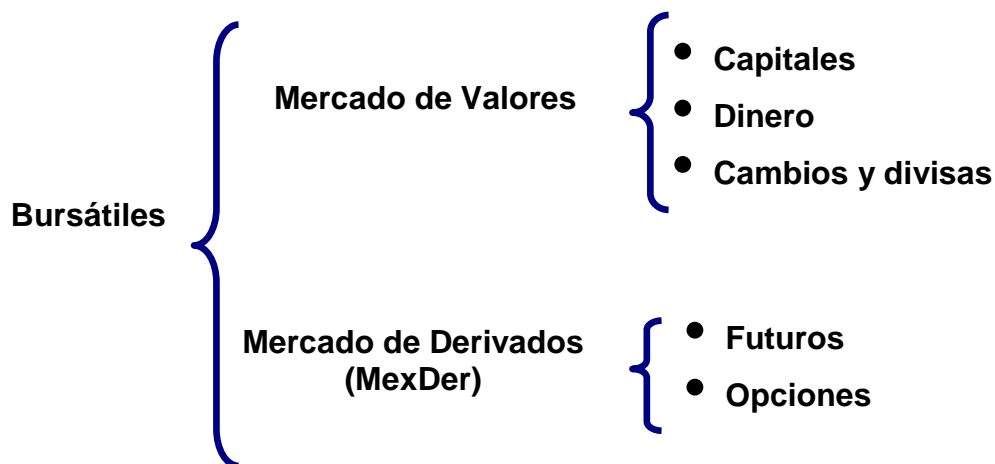 Bursátiles
Mercado de Valores
• Capitales
• Dinero
• Cambios y divisas
Mercado de Derivados
(MexDer)
• Futuros
• Opciones